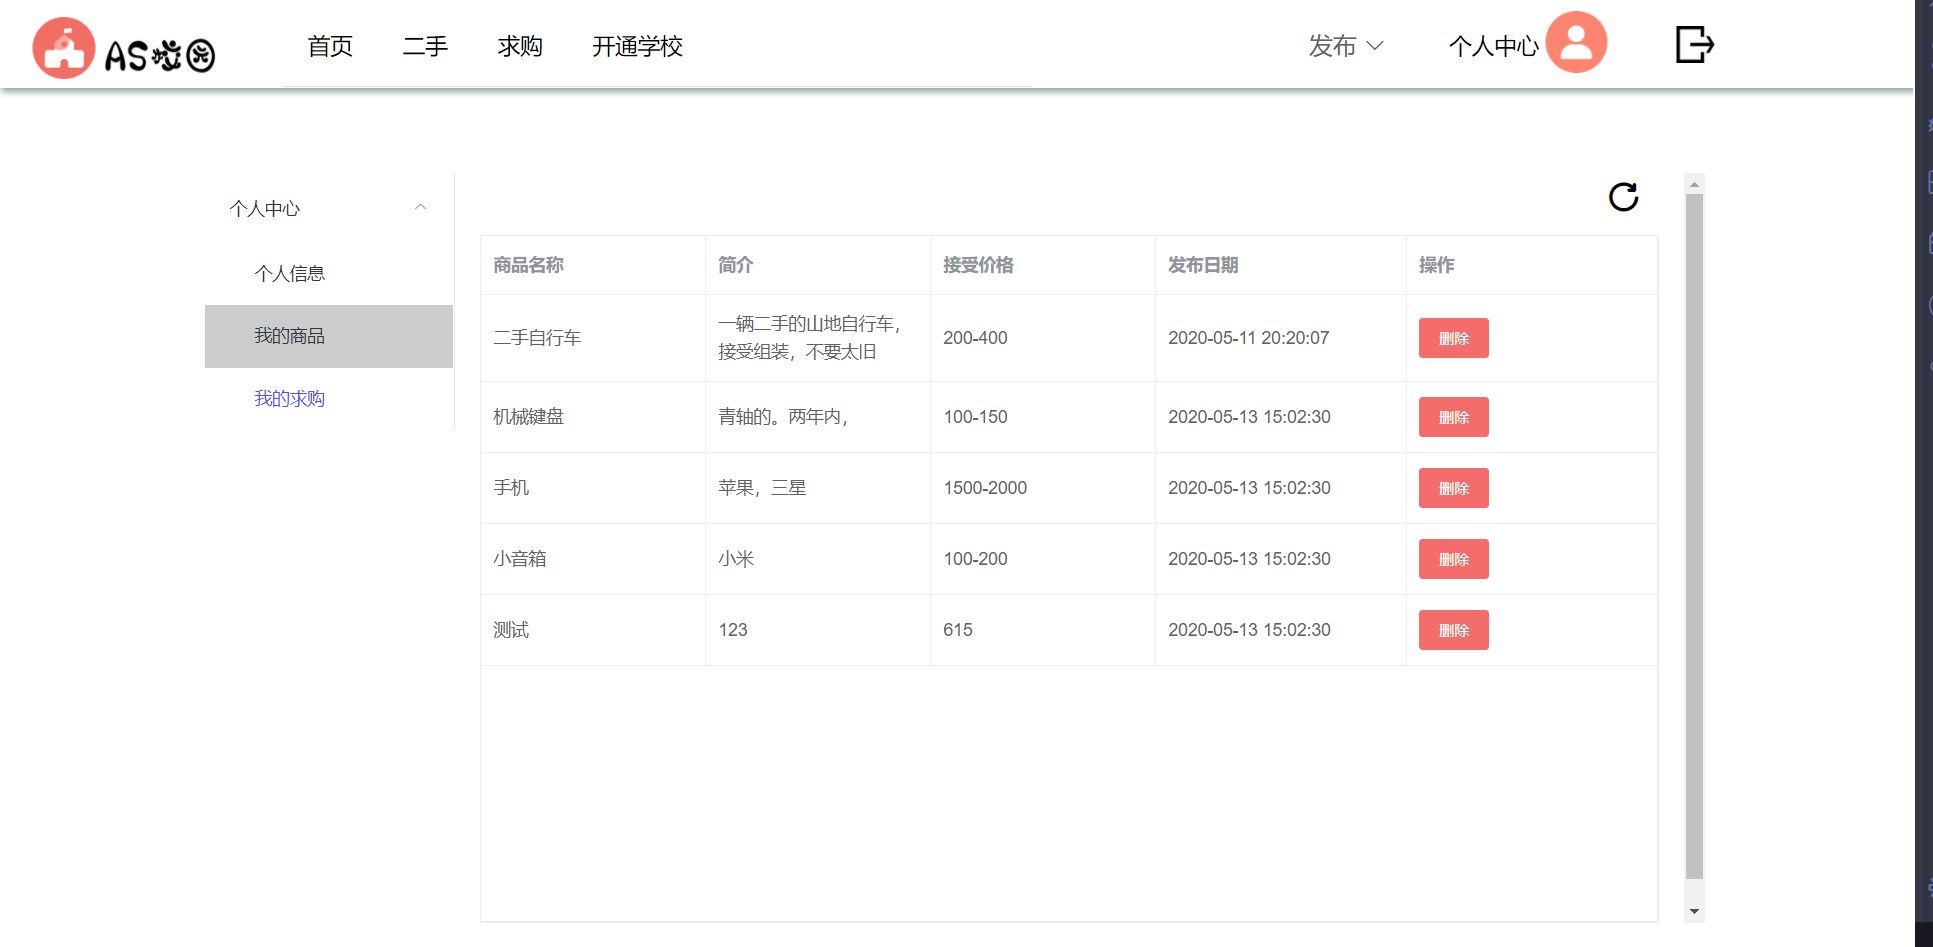 AS校园
首页 二手 求购 开通学校 发布 个人中心
个人中心
个人信息
我的商品
我的求购
商品名称 简介 接受价格 发布日期 操作
二手自行车 一辆二手的山地自行车，接受组装，不要太旧 200-400 2020-05-11 20:20:07 删除
机械键盘 青轴的。两年内， 100-150 2020-05-13 15:02:30 删除
手机 苹果，三星 1500-2000 2020-05-13 15:02:30 删除
小音箱 小米 100-200 2020-05-13 15:02:30 删除
测试 123 615 2020-05-13 15:02:30 删除